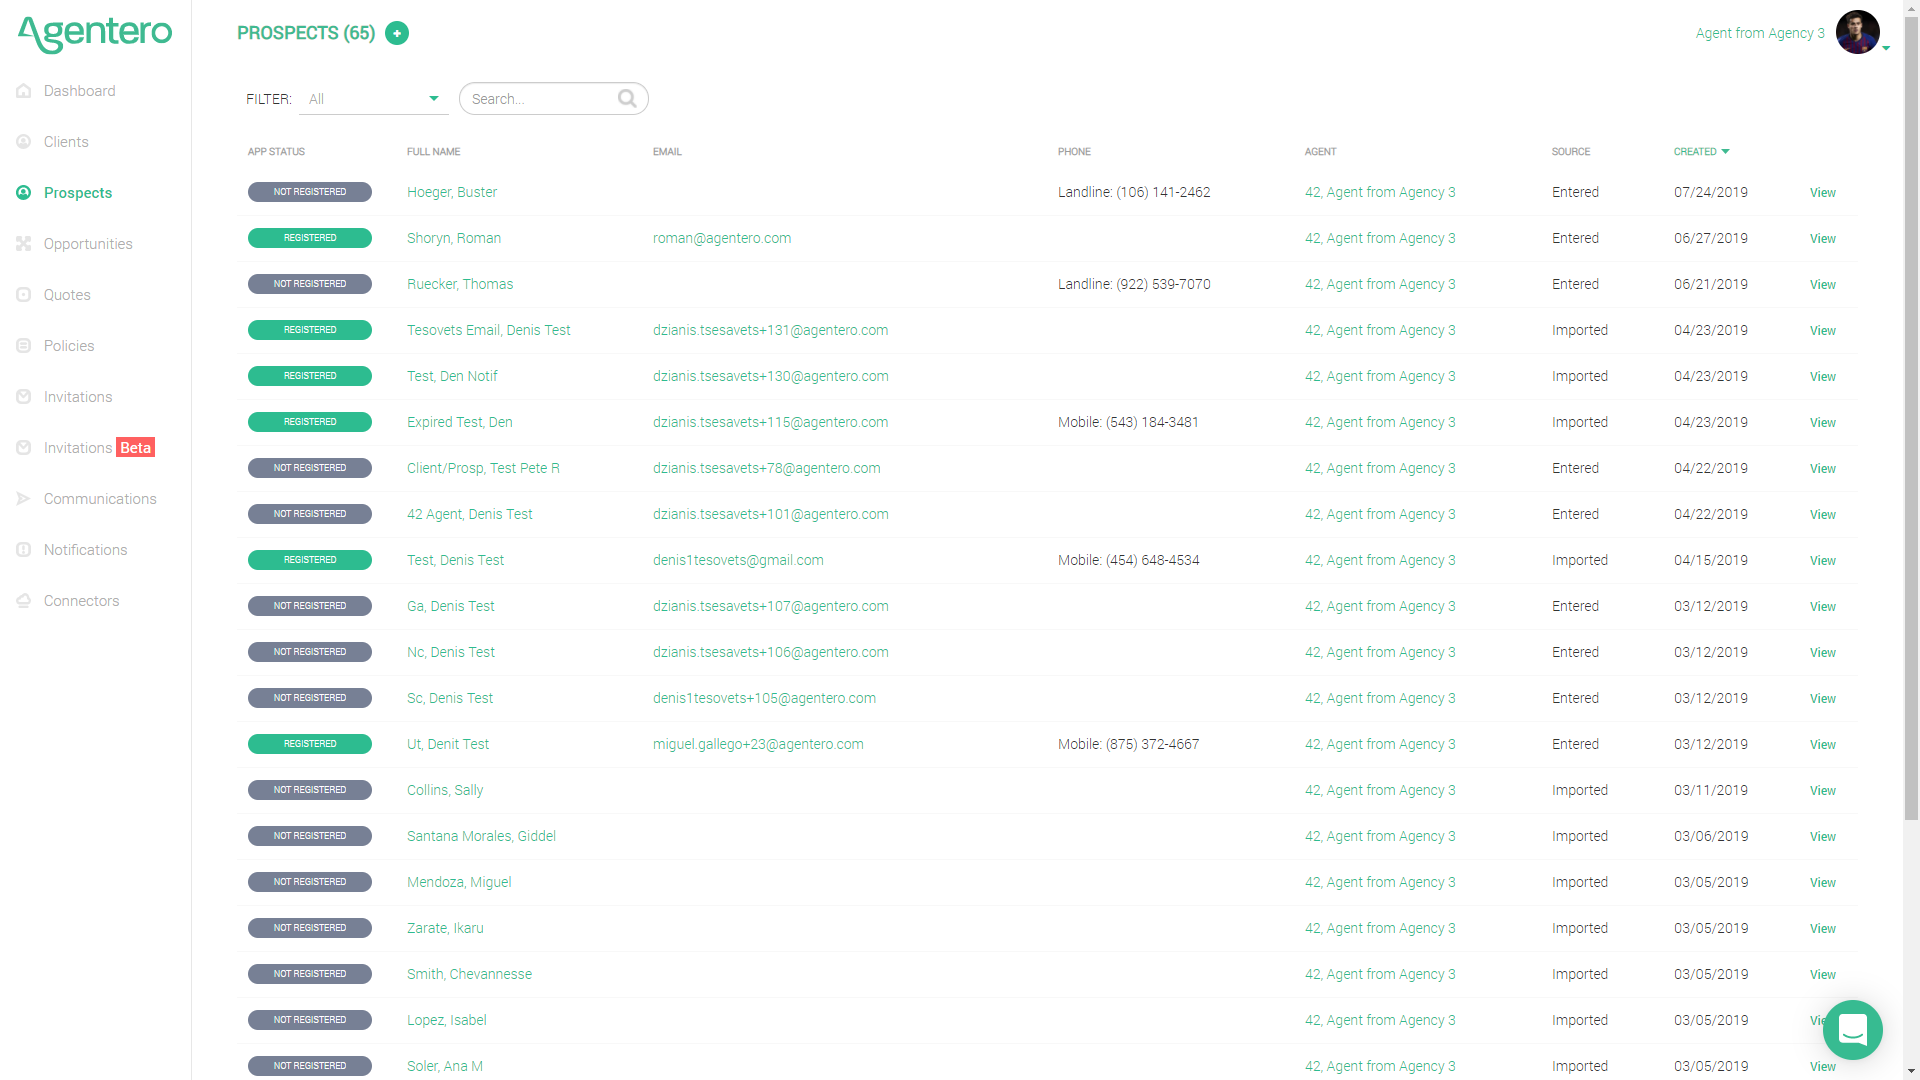 Agentero
PROSPECTS (65)
Agent from Agency 3
Dashboard
Clients
Prospects
Opportunities
Quotes
Policies
Invitations
Invitations Beta
Communications
Notifications
Connectors
FILTER: All Search...
APP STATUS FULL NAME EMAIL PHONE AGENT SOURCE CREATED
NOT REGISTERED Hoeger, Buster Landline: (106) 141-2462 42, Agent from Agency 3 Entered 07/24/2019 View
REGISTERED Shoryn, Roman roman@agentero.com 42, Agent from Agency 3 Entered 06/27/2019 View
NOT REGISTERED Ruecker, Thomas Landline: (922) 539-7070 42, Agent from Agency 3 Entered 06/21/2019 View
REGISTERED Tesovets Email, Denis Test dzianis.tsesavets+131@agentero.com 42, Agent from Agency 3 Imported 04/23/2019 View
REGISTERED Test, Den Notif dzianis.tsesavets+130@agentero.com 42, Agent from Agency 3 Imported 04/23/2019 View
REGISTERED Expired Test, Den dzianis.tsesavets+115@agentero.com Mobile: (543) 184-3481 42, Agent from Agency 3 Imported 04/23/2019 View
NOT REGISTERED Client/Prosp, Test Pete R dzianis.tsesavets+78@agentero.com 42, Agent from Agency 3 Entered 04/22/2019 View
NOT REGISTERED 42 Agent, Denis Test dzianis.tsesavets+101@agentero.com 42, Agent from Agency 3 Entered 04/22/2019 View
REGISTERED Test, Denis Test denis1tesovets@gmail.com Mobile: (454) 648-4534 42, Agent from Agency 3 Imported 04/15/2019 View
NOT REGISTERED Ga, Denis Test dzianis.tsesavets+107@agentero.com 42, Agent from Agency 3 Entered 03/12/2019 View
NOT REGISTERED Nc, Denis Test dzianis.tsesavets+106@agentero.com 42, Agent from Agency 3 Entered 03/12/2019 View
NOT REGISTERED Sc, Denis Test denis1tesovets+105@agentero.com 42, Agent from Agency 3 Entered 03/12/2019 View
REGISTERED Ut, Denit Test miguel.gallego+23@agentero.com Mobile: (875) 372-4667 42, Agent from Agency 3 Entered 03/12/2019 View
NOT REGISTERED Collins, Sally 42, Agent from Agency 3 Imported 03/11/2019 View
NOT REGISTERED Santana Morales, Giddel 42, Agent from Agency 3 Imported 03/06/2019 View
NOT REGISTERED Mendoza, Miguel 42, Agent from Agency 3 Imported 03/05/2019 View
NOT REGISTERED Zarate, Ikaru 42, Agent from Agency 3 Imported 03/05/2019 View
NOT REGISTERED Smith, Chevannesse 42, Agent from Agency 3 Imported 03/05/2019 View
NOT REGISTERED Lopez, Isabel 42, Agent from Agency 3 Imported 03/05/2019
NOT REGISTERED Soler, Ana M 42, Agent from Agency 3 Imported 03/05/2019 View